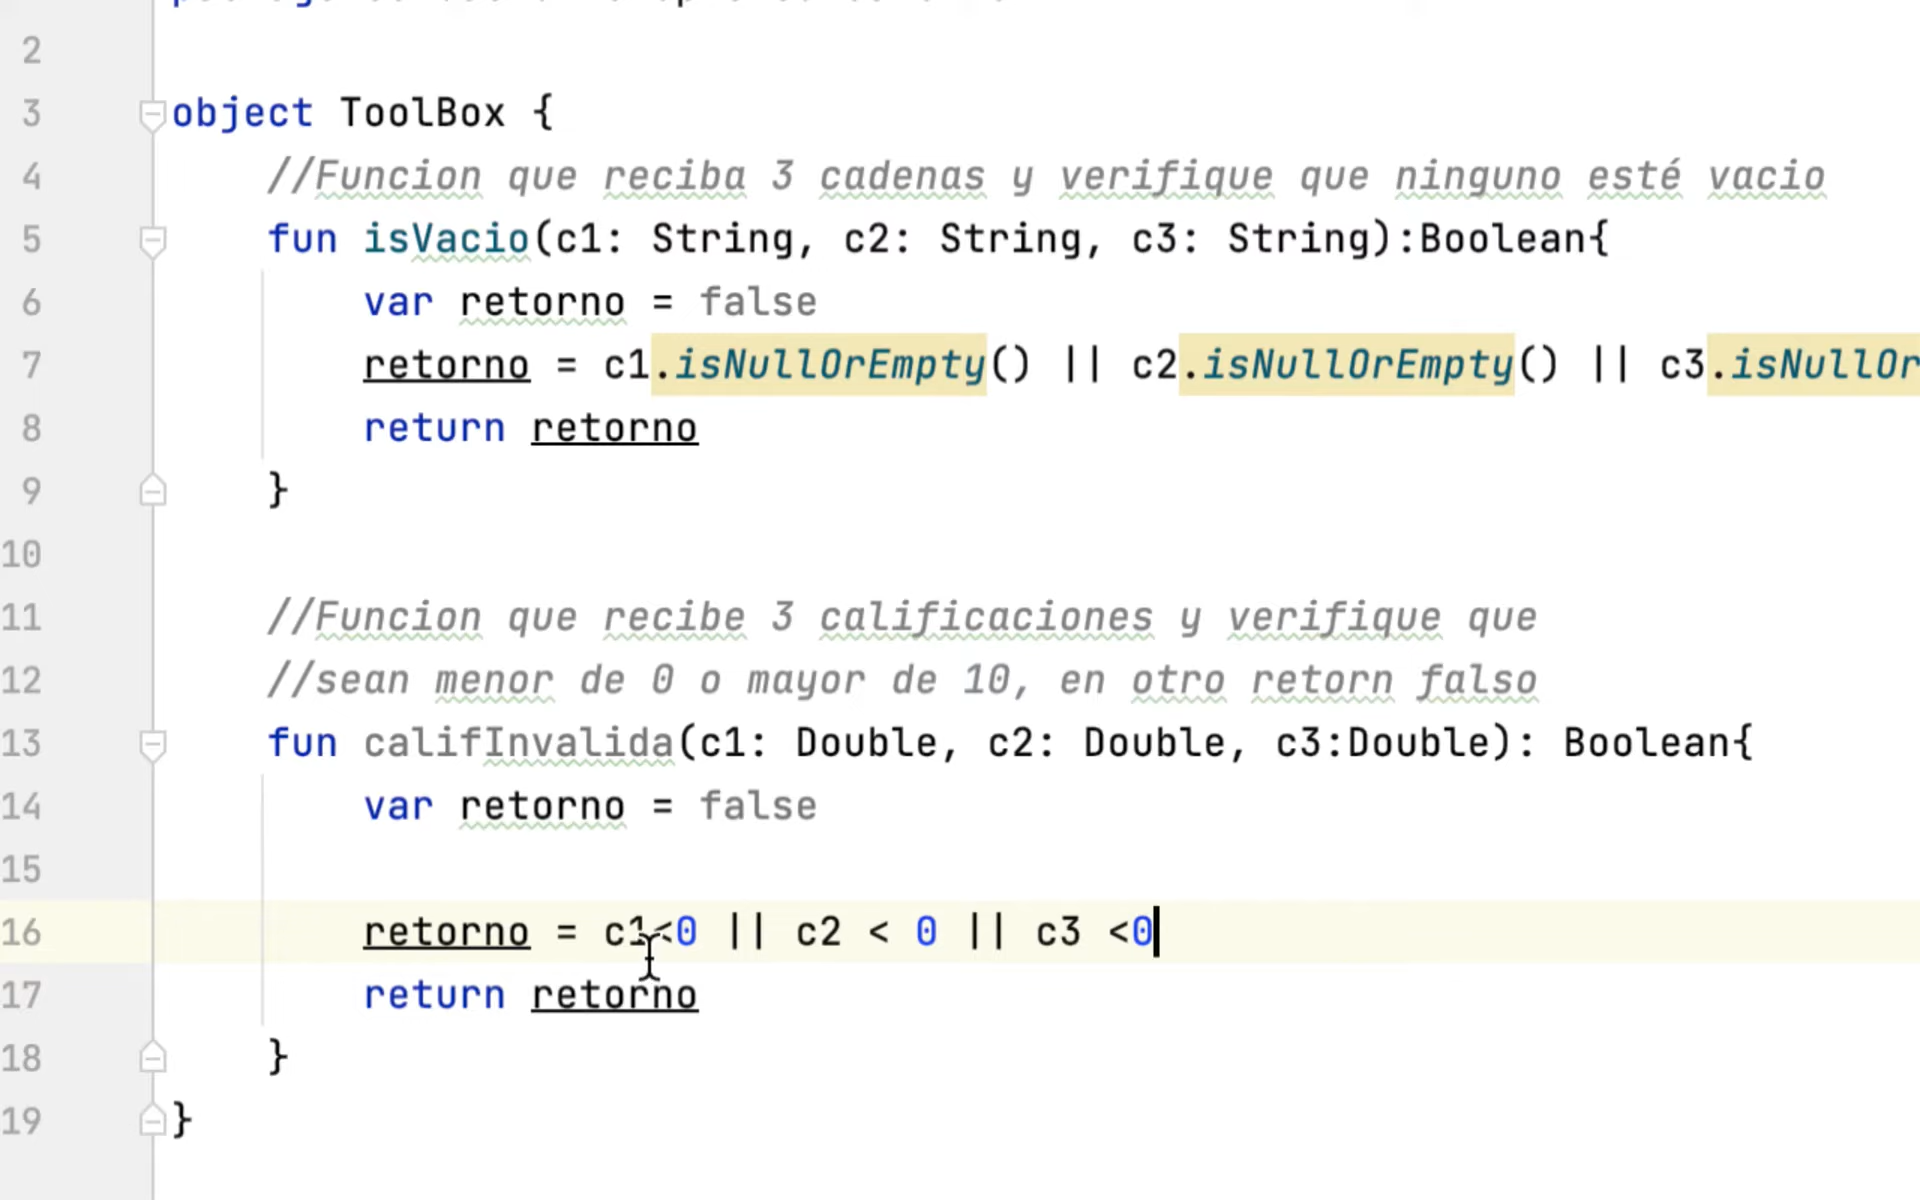 2
3 object ToolBox {
4 //Funcion que reciba 3 cadenas y verifique que ninguno esté vacio
5 fun isVacio(c1: String, c2: String, c3: String):Boolean{
6 var retorno = false
7 retorno = c1.isNullOrEmpty() || c2.isNullOrEmpty() || c3.isNullOr
8 return retorno
9 }
10
11 //Funcion que recibe 3 calificaciones y verifique que
12 //sean menor de 0 o mayor de 10, en otro retorn falso
13 fun califInvalida(c1: Double, c2: Double, c3:Double): Boolean{
14 var retorno = false
15
16 retorno = c1<0 || c2 < 0 || c3 <0
17 return retorno
18 }
19 }